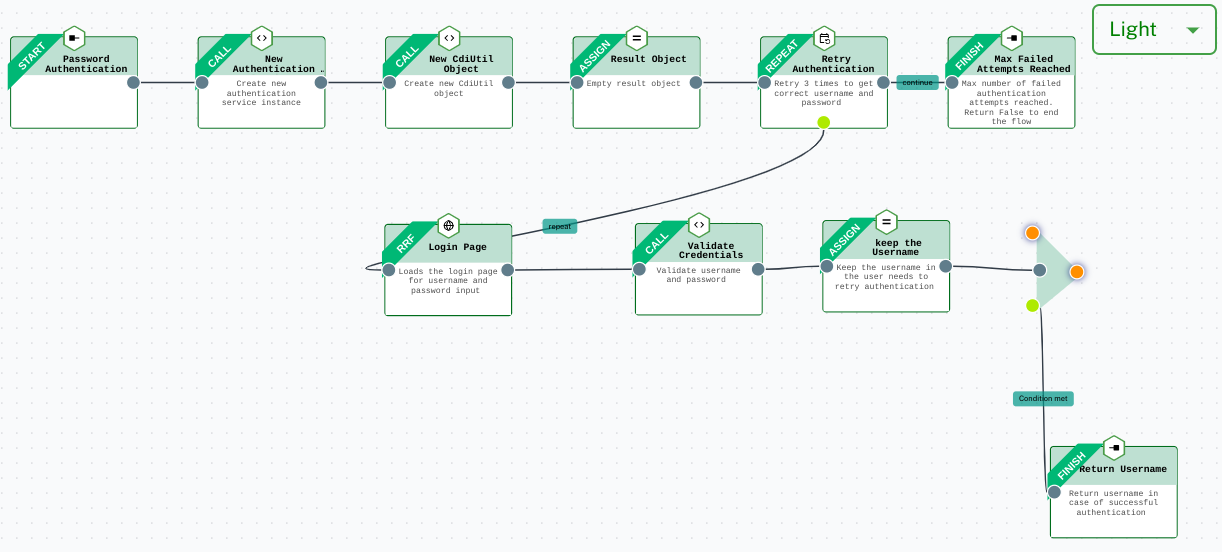 Light
START
Password
Authentication
CALL
New
Authentication .
Create new
authentication
service instance
CALL
New CdiUtil
Object
Create new CdiUtil
object
ASSIGN
Result Object
Empty result object
REPEAT
Retry
Authentication
Retry 3 times to get
correct username and
password
continue
FINISH
Max Failed
Attempts Reached
Max number of failed
authentication
attempts reached.
Return False to end
the flow
repeat
RRF
Login Page
Loads the login page
for username and
password input
CALL
Validate
Credentials
Validate username
and password
ASSIGN
keep the
Username
Keep the username in
the user needs to
retry authentication
Condition met
FINISH
Return Username
Return username in
case of successful
authentication